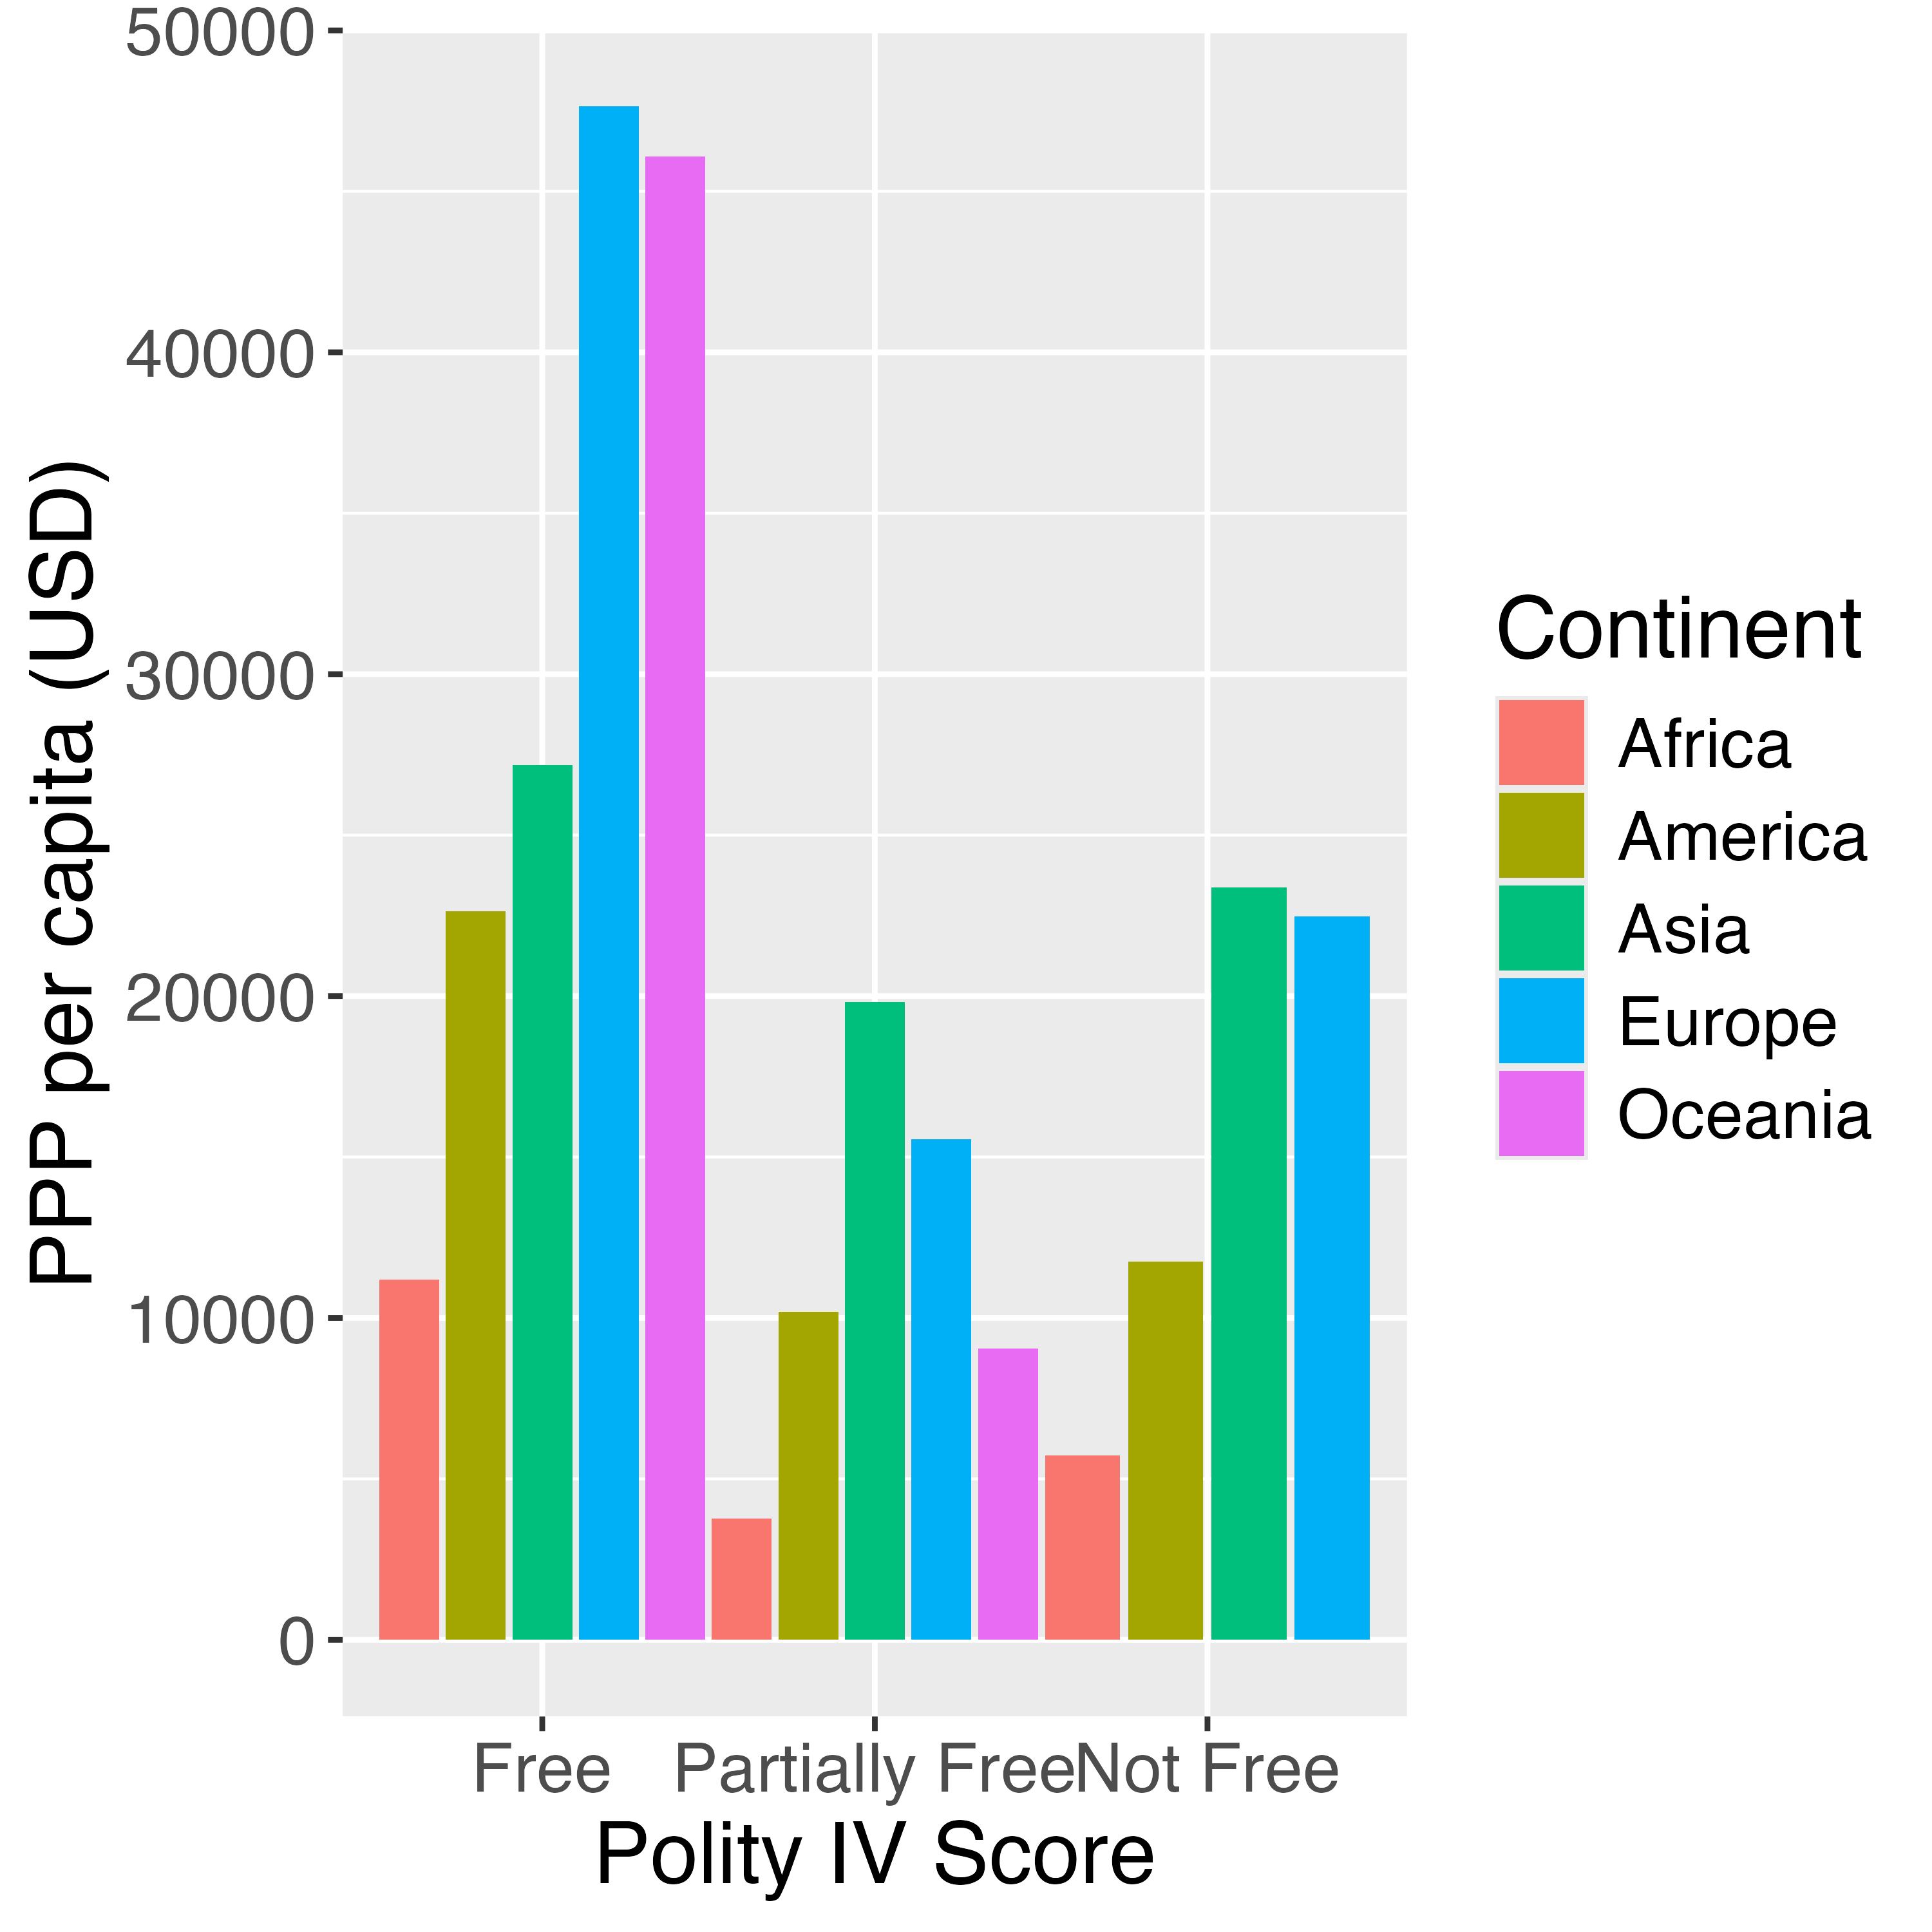 50000
40000
30000
20000
10000
0
PPP per capita (USD)
Free
Partially Free
Not Free
Polity IV Score
Continent
Africa
America
Asia
Europe
Oceania